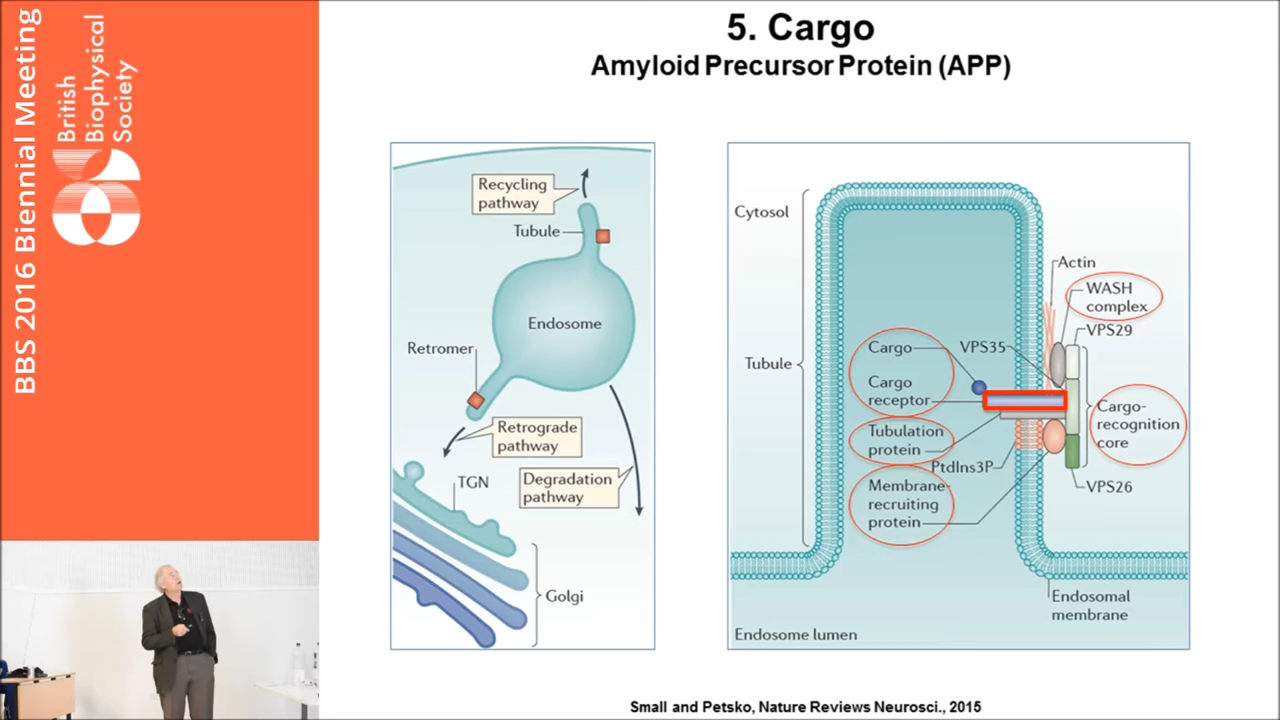 BBS 2016 Biennial Meeting
British
Biophysical
Society
5. Cargo
Amyloid Precursor Protein (APP)
Recycling
pathway
Tubule
Endosome
Retromer
Retrograde
pathway
TGN
Degradation
pathway
Golgi
Cytosol
Actin
WASH
complex
VPS29
Cargo
VPS35
Tubule
Cargo
receptor
Cargo-
recognition
core
Tubulation
protein
PtdIns3P
Membrane-
recruiting
protein
VPS26
Endosomal
membrane
Endosome lumen
Small and Petsko, Nature Reviews Neurosci., 2015